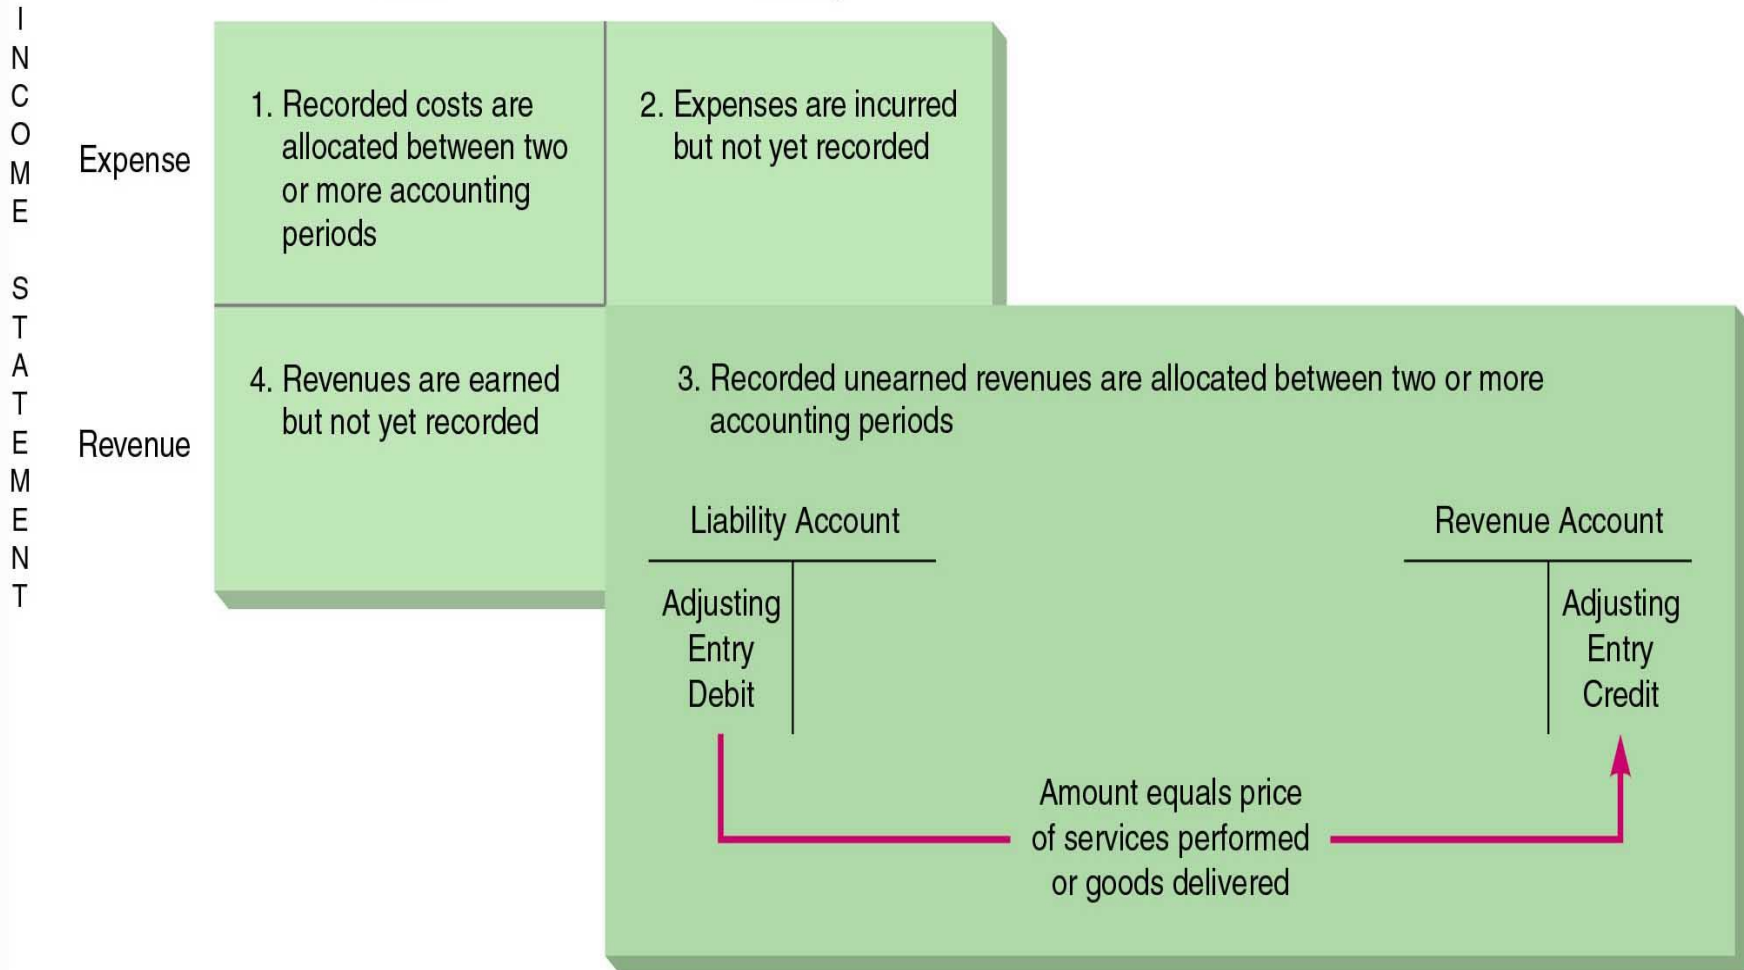 INCOME STATEMENT
Expense
1. Recorded costs are
allocated between two
or more accounting
periods
2. Expenses are incurred
but not yet recorded
Revenue
4. Revenues are earned
but not yet recorded
3. Recorded unearned revenues are allocated between two or more
accounting periods
Liability Account
Adjusting
Entry
Debit
Revenue Account
Adjusting
Entry
Credit
Amount equals price
of services performed
or goods delivered